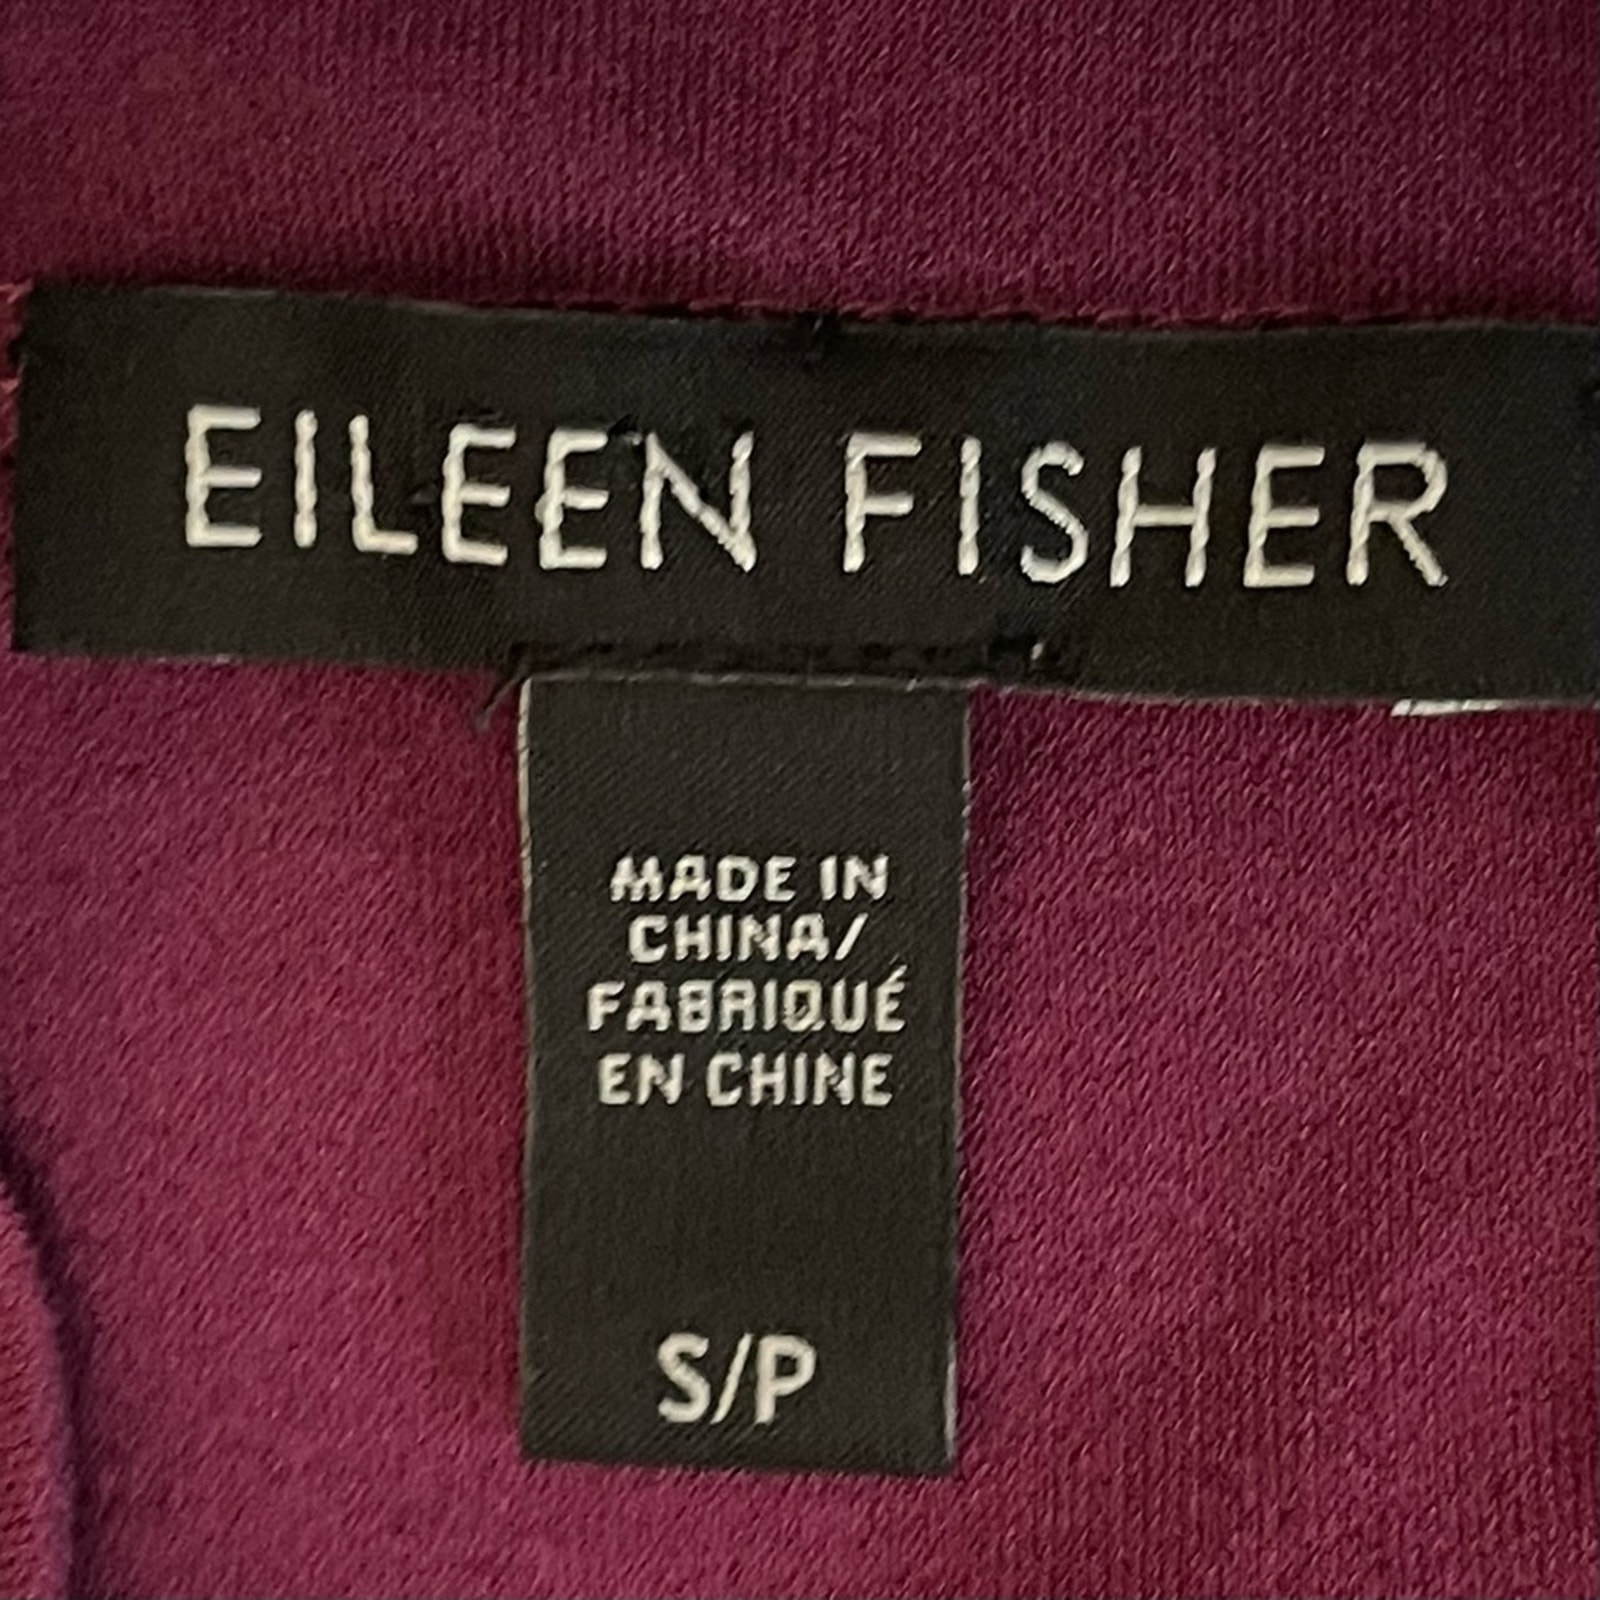 EILEEN FISHER
MADE IN
CHINA/
FABRIQUÉ
EN CHINE
S/P